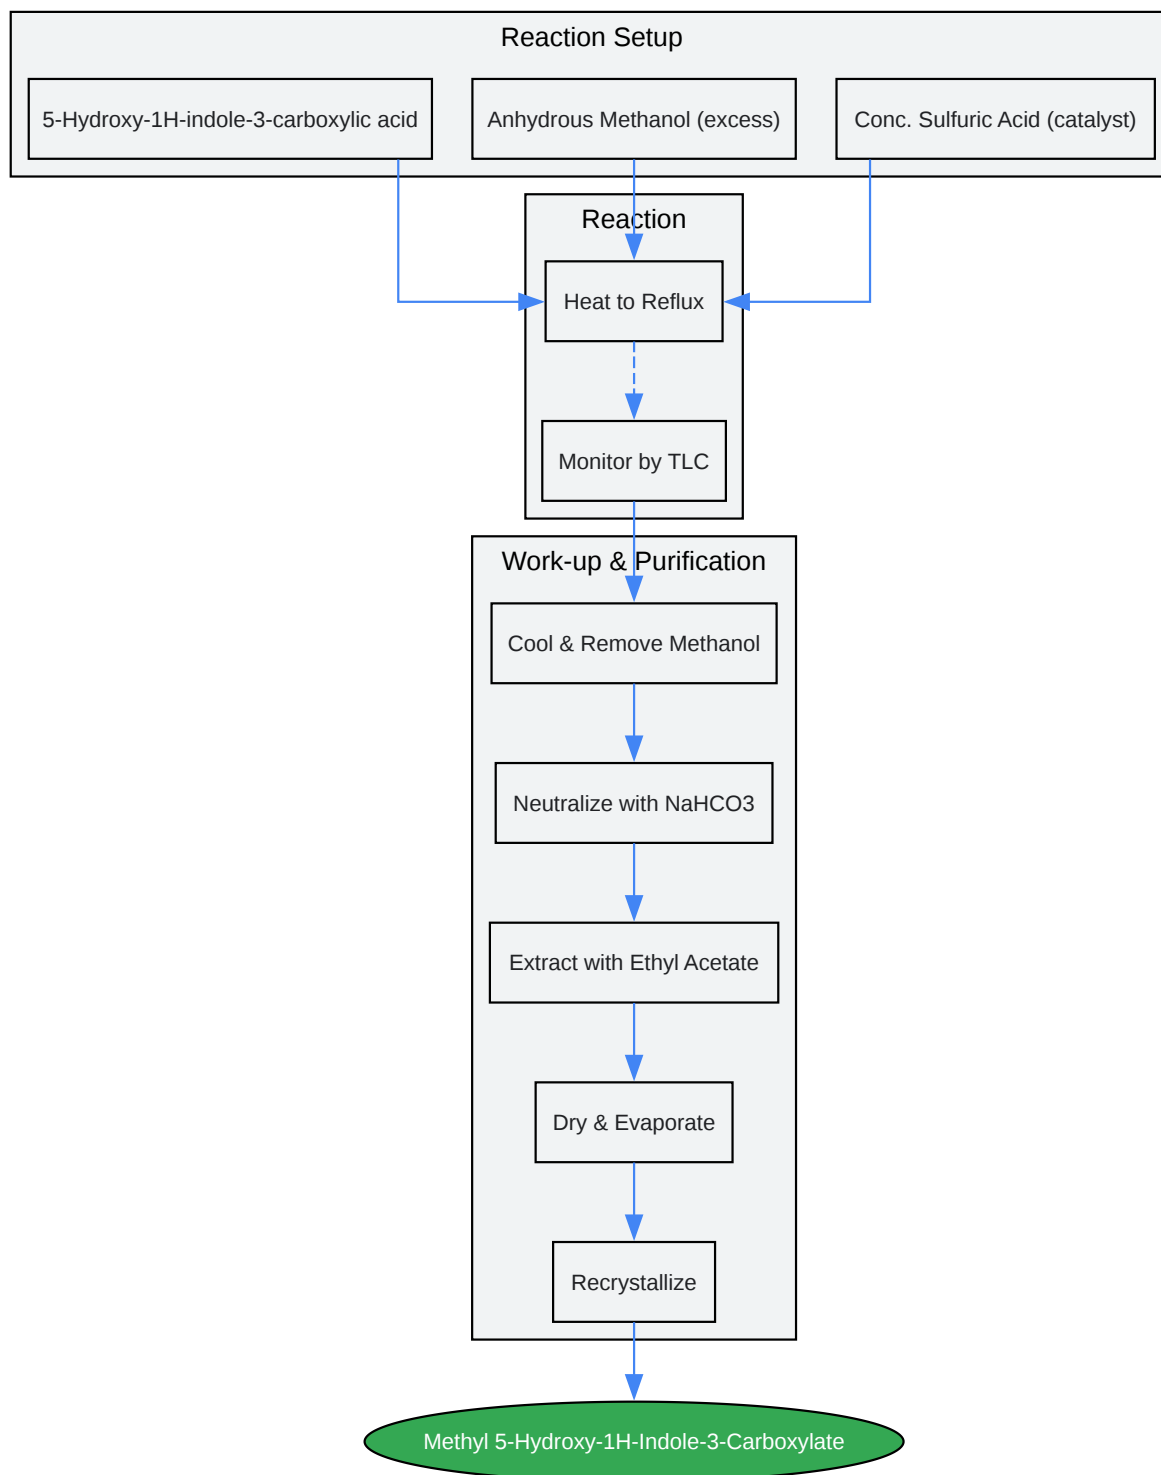 Reaction Setup
5-Hydroxy-1H-indole-3-carboxylic acid
Anhydrous Methanol (excess)
Conc. Sulfuric Acid (catalyst)
Reaction
Heat to Reflux
Monitor by TLC
Work-up & Purification
Cool & Remove Methanol
Neutralize with NaHCO3
Extract with Ethyl Acetate
Dry & Evaporate
Recrystallize
Methyl 5-Hydroxy-1H-Indole-3-Carboxylate